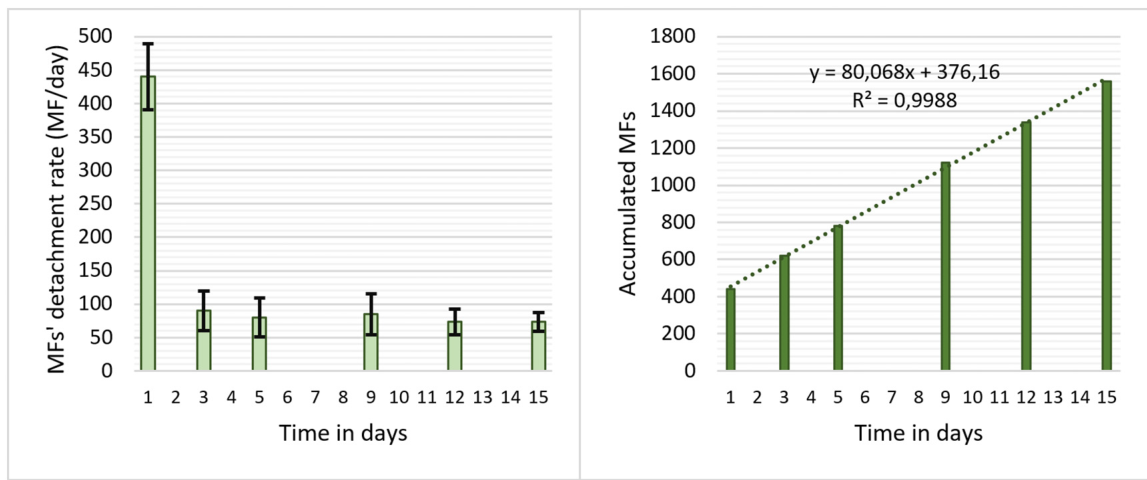 MFs' detachment rate (MF/day)
500
450
400
350
300
250
200
150
100
50
0
1 2 3 4 5 6 7 8 9 10 11 12 13 14 15
Time in days
Accumulated MFs
1800
1600
1400
1200
1000
800
600
400
200
0
y = 80,068x + 376,16
R² = 0,9988
1 2 3 4 5 6 7 8 9 10 11 12 13 14 15
Time in days